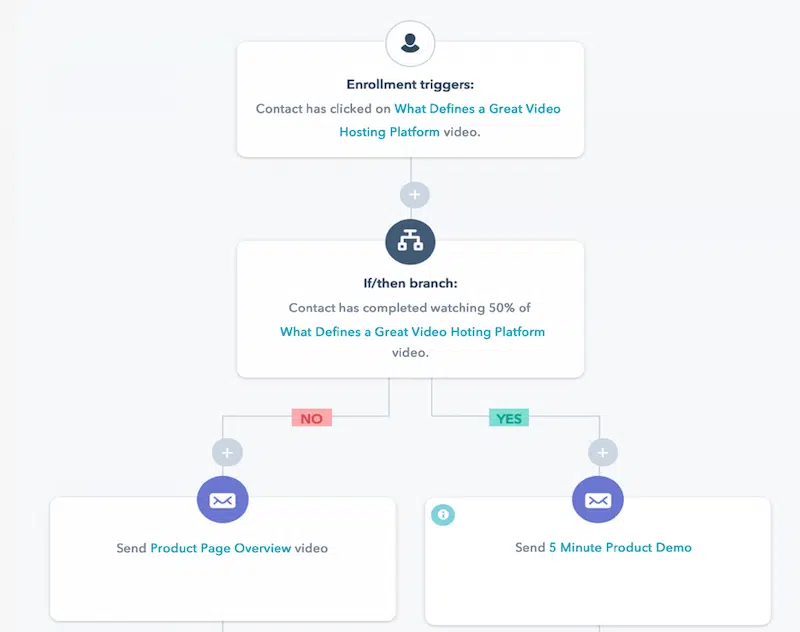 Enrollment triggers:
Contact has clicked on What Defines a Great Video
Hosting Platform video.
If/then branch:
Contact has completed watching 50% of
What Defines a Great Video Hoting Platform
video.
NO
YES
Send Product Page Overview video
Send 5 Minute Product Demo